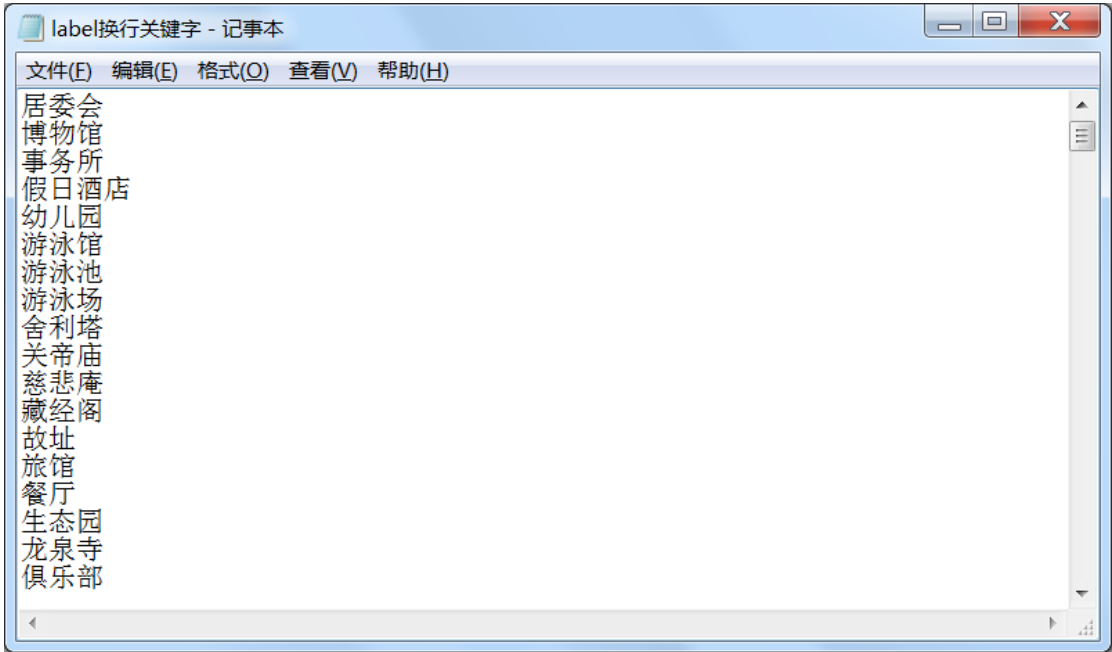 label换行关键字 - 记事本
文件(F) 编辑(E) 格式(O) 查看(V) 帮助(H)
居委会
博物馆
事务所
假日酒店
幼儿园
游泳馆
游泳池
游泳场
舍利塔
关帝庙
慈悲庵
藏经阁
故址
旅馆
餐厅
生态园
龙泉寺
俱乐部